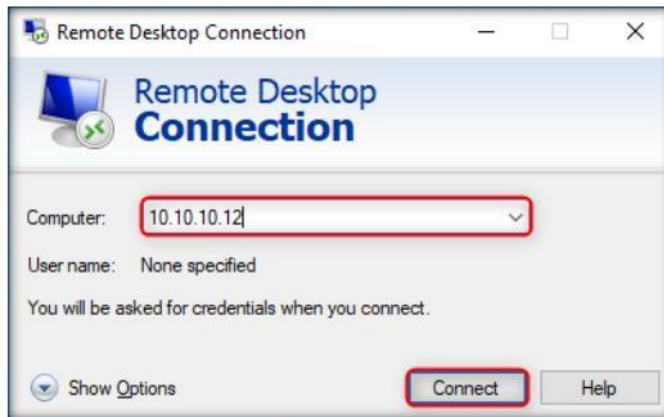 Remote Desktop Connection
Remote Desktop
Connection
Computer: 10.10.10.12
User name: None specified
You will be asked for credentials when you connect.
Show Options Connect Help